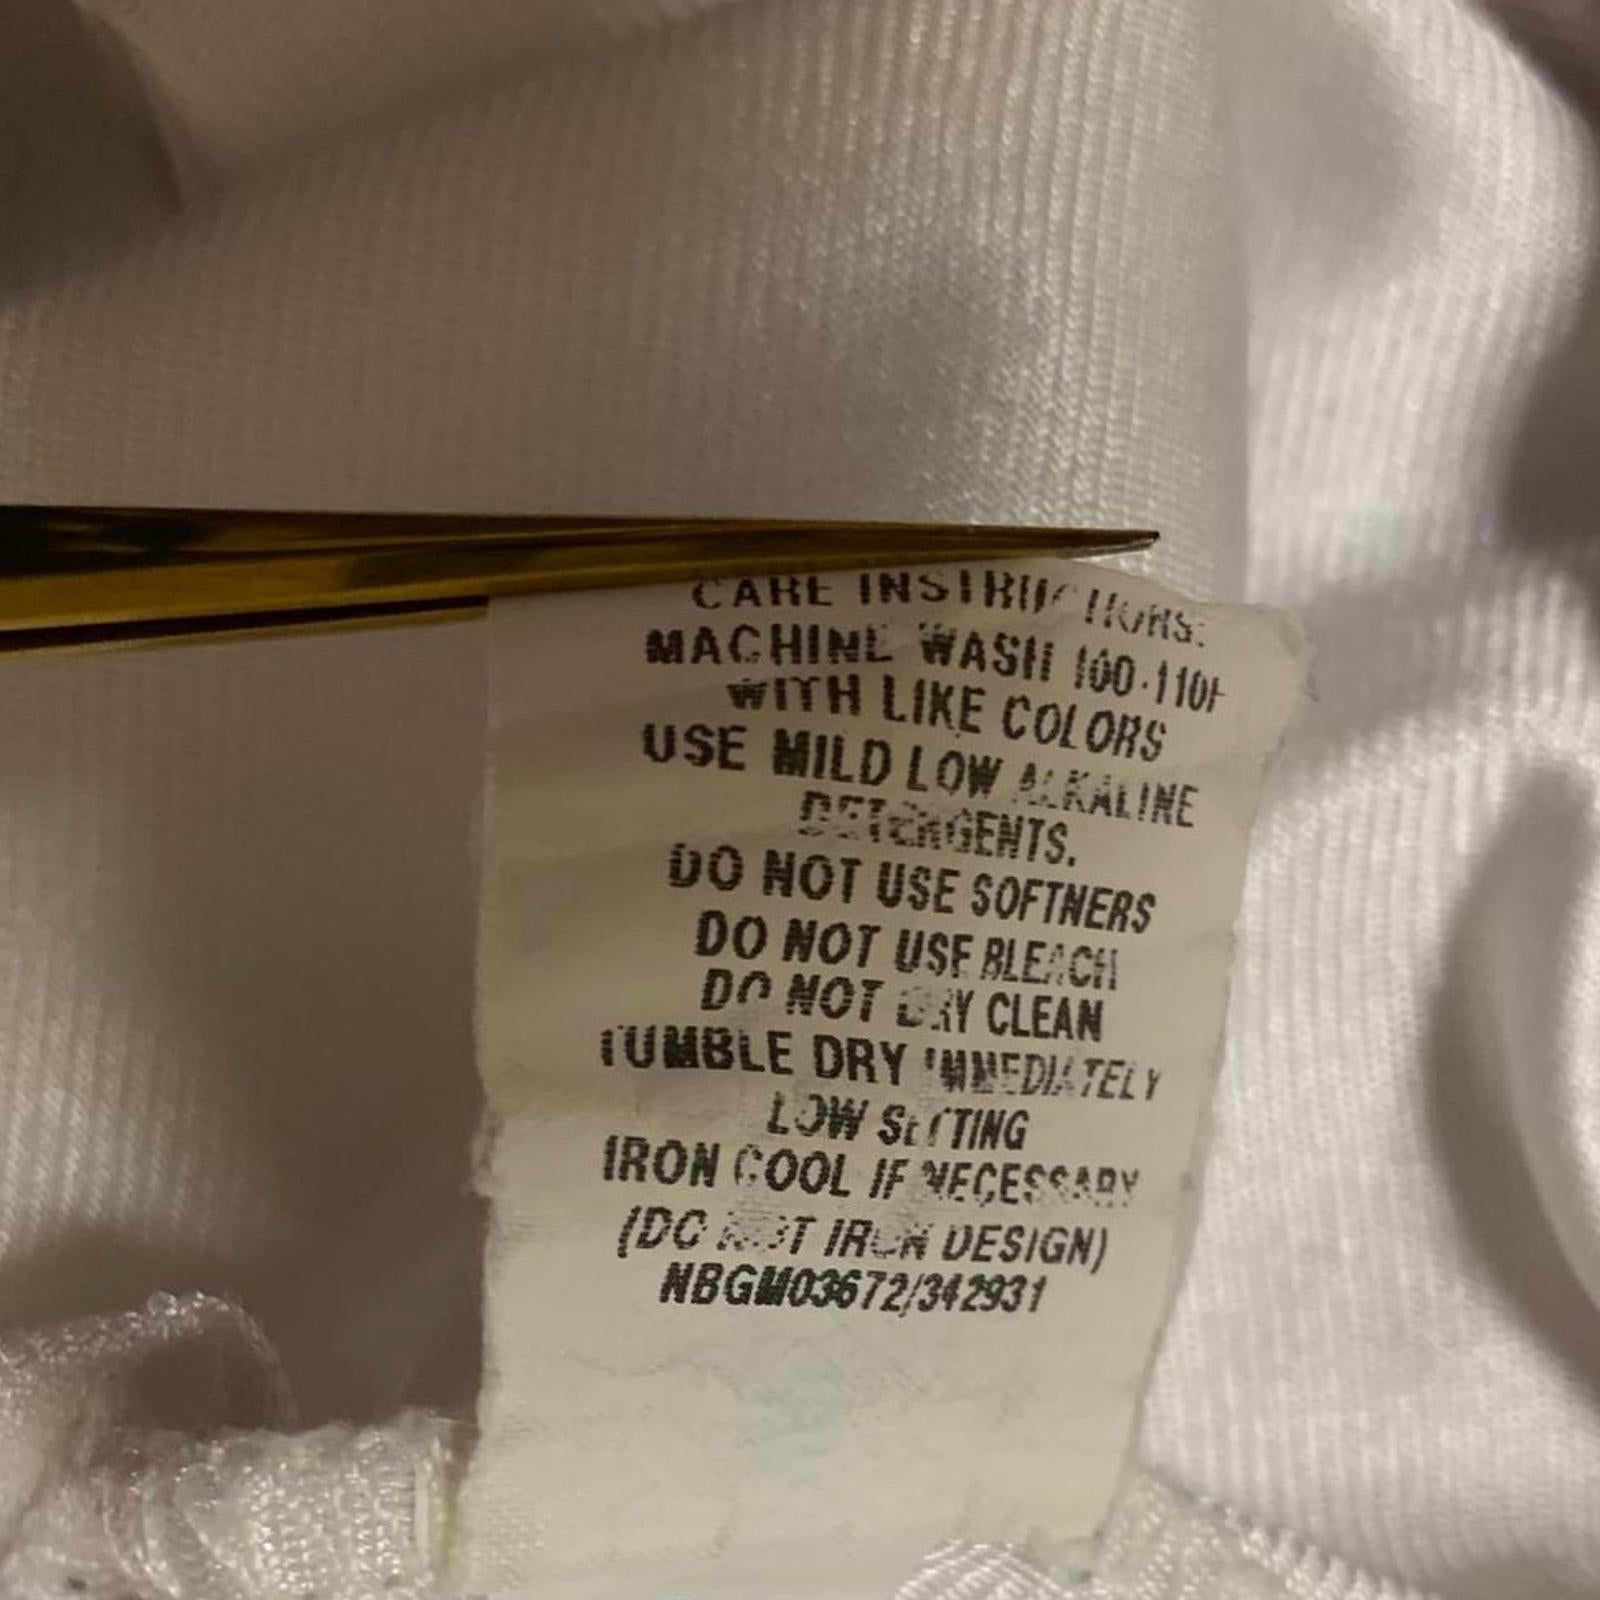 CARE INSTRUCTIONS:
MACHINE WASH 100-110F
WITH LIKE COLORS
USE MILD LOW ALKALINE
DETERGENTS.
DO NOT USE SOFTNERS
DO NOT USE BLEACH
DO NOT DRY CLEAN
TUMBLE DRY IMMEDIATELY
LOW SETTING
IRON COOL IF NECESSARY
(DO NOT IRON DESIGN)
NBGM03672/342931